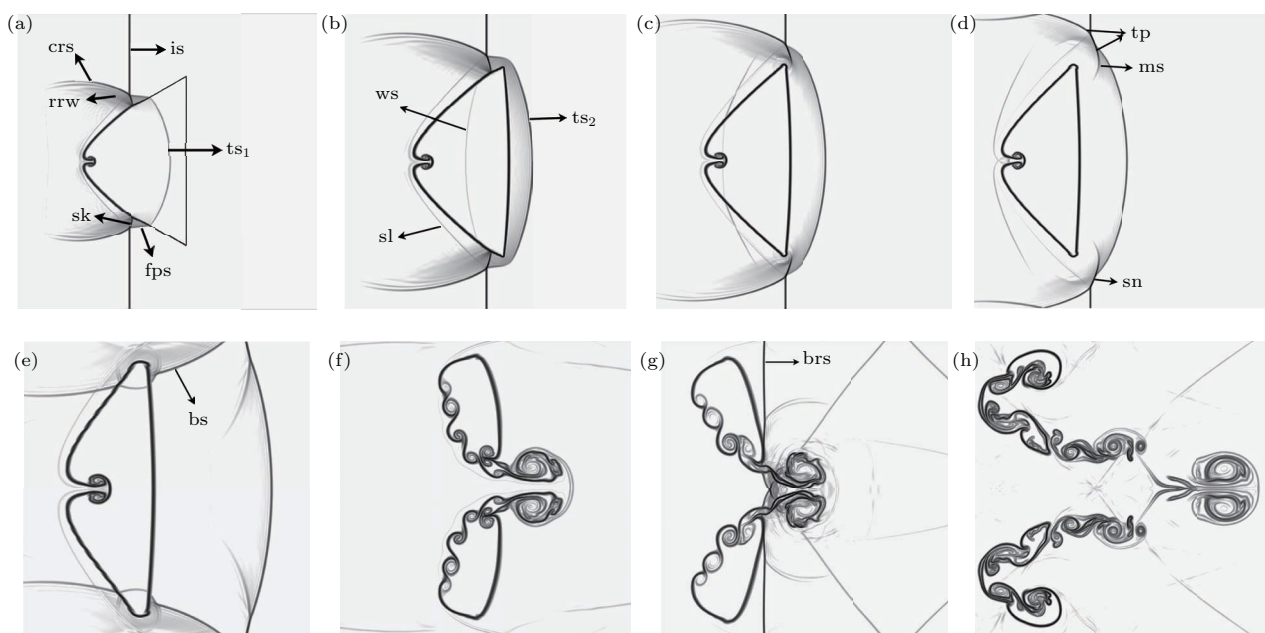 (a)
crs
is
rrw
ts₁
sk
fps
(b)
ws
ts₂
sl
(c)
(d)
tp
ms
sn
(e)
bs
(f)
(g)
brs
(h)